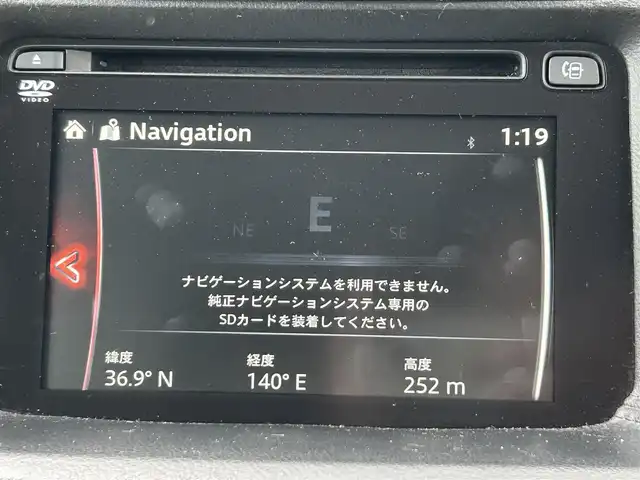 DVD
VIDEO
Navigation
1:19
E
NE
SE
ナビゲーションシステムを利用できません。
純正ナビゲーションシステム専用の
SDカードを装着してください。
緯度
経度
高度
36.9° N
140° E
252 m